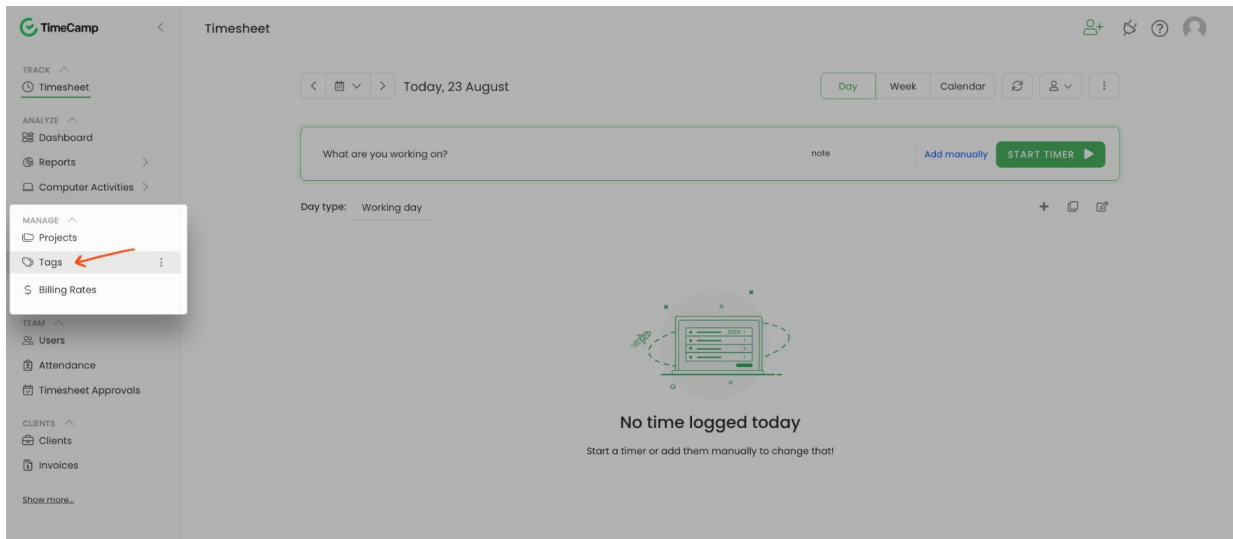 TimeCamp
Timesheet
TRACK
Timesheet
Today, 23 August
Day
Week
Calendar
ANALYZE
Dashboard
Reports
Computer Activities
What are you working on?
note
Add manually
START TIMER
Day type:
Working day
MANAGE
Projects
Tags
Billing Rates
TEAM
Users
Attendance
Timesheet Approvals
CLIENTS
Clients
Invoices
Show more...
No time logged today
Start a timer or add them manually to change that!